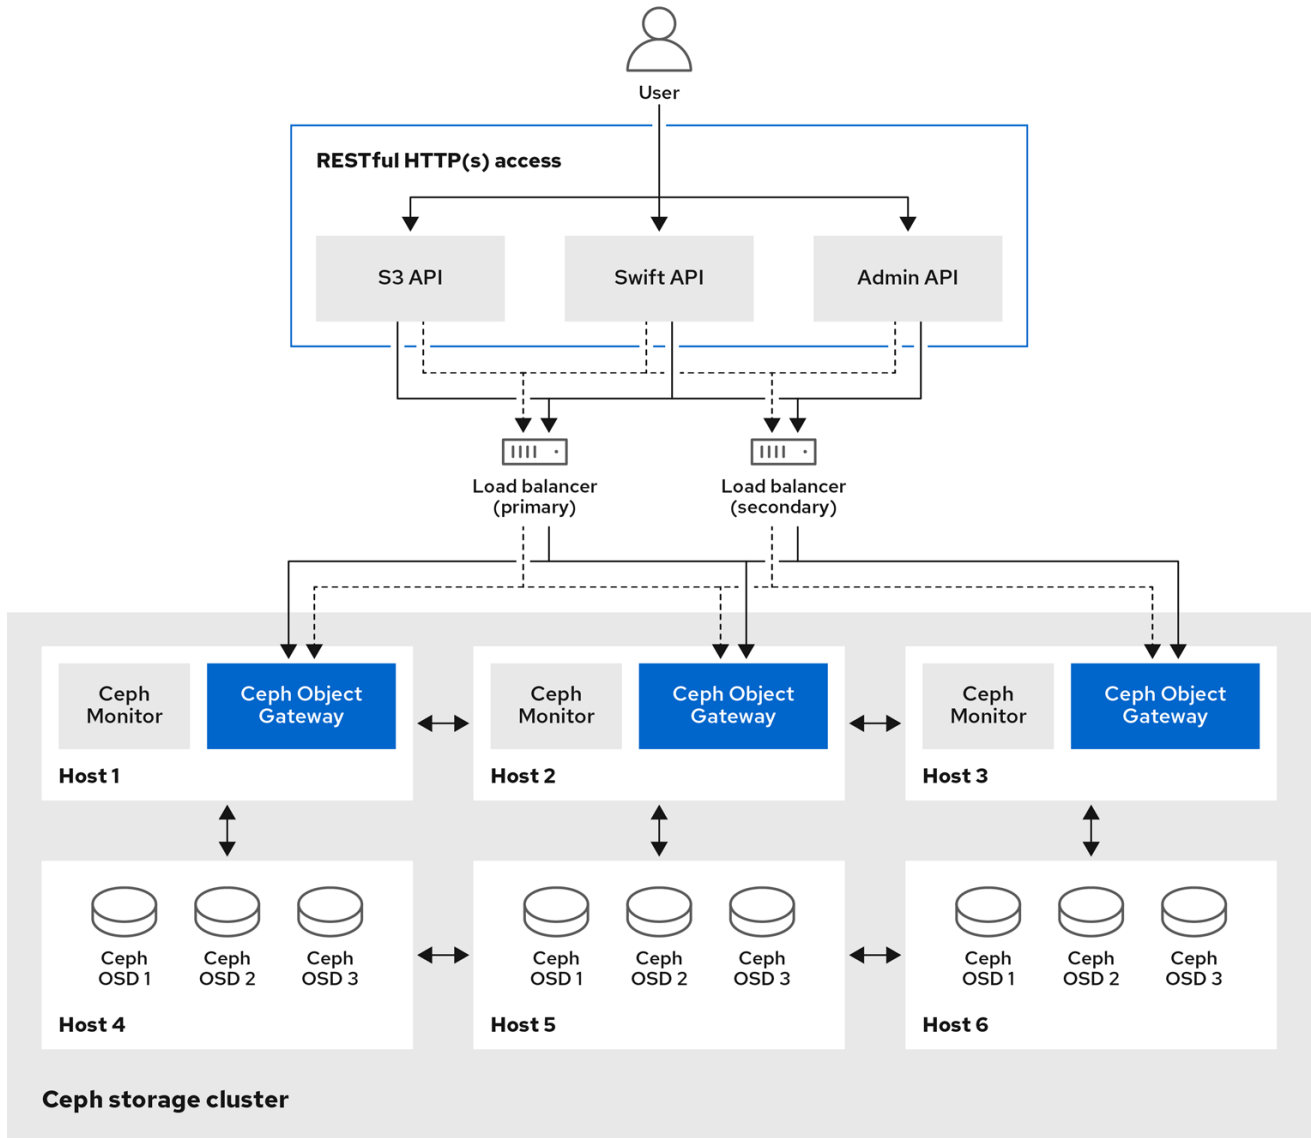 User
RESTful HTTP(s) access
S3 API
Swift API
Admin API
Load balancer
(primary)
Load balancer
(secondary)
Ceph
Monitor
Ceph Object
Gateway
Host 1
Ceph
Monitor
Ceph Object
Gateway
Host 2
Ceph
Monitor
Ceph Object
Gateway
Host 3
Ceph
OSD 1
Ceph
OSD 2
Ceph
OSD 3
Host 4
Ceph
OSD 1
Ceph
OSD 2
Ceph
OSD 3
Host 5
Ceph
OSD 1
Ceph
OSD 2
Ceph
OSD 3
Host 6
Ceph storage cluster